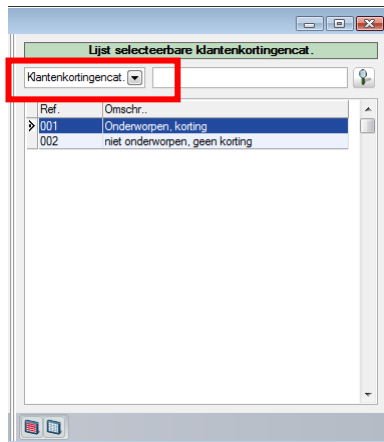 Lijst selecteerbare klantenkortingencat.
Klantenkortingencat.
Ref. Omschr..
001 Onderworpen, korting
002 niet onderworpen, geen korting